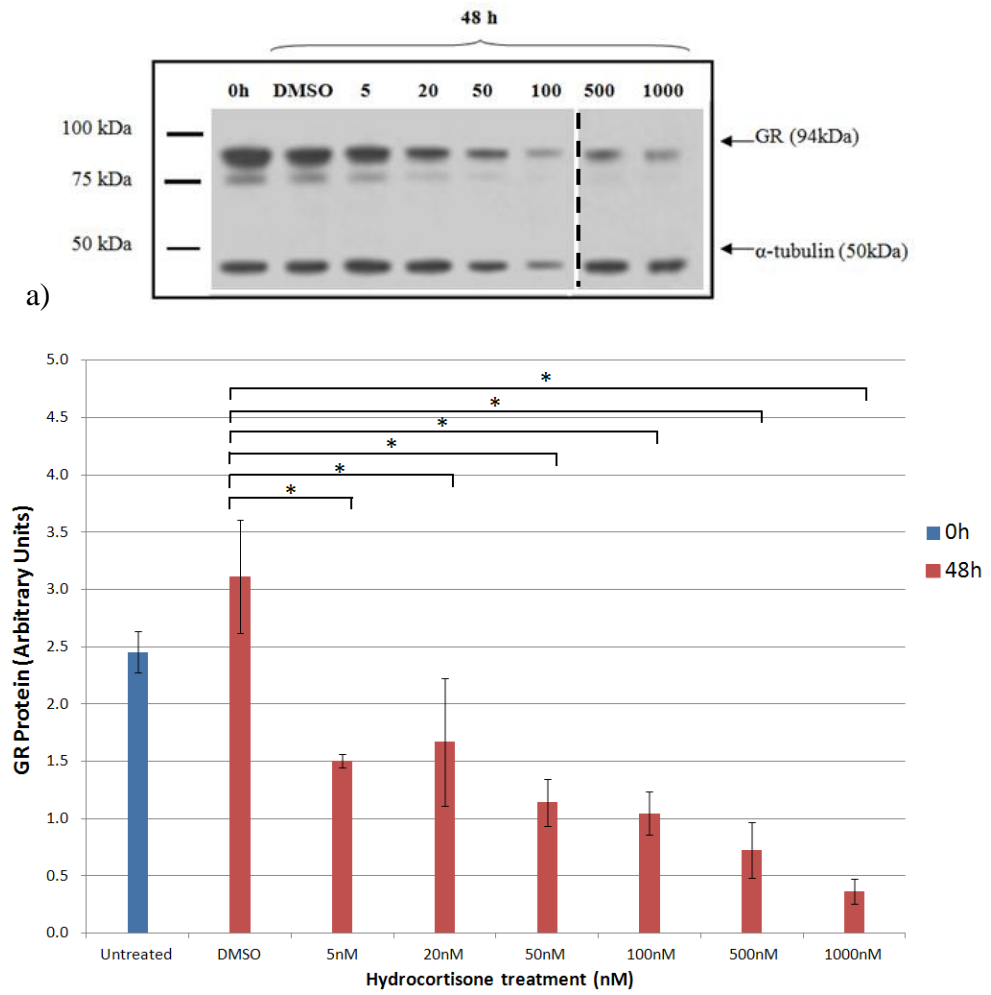 48 h
0h DMSO 5 20 50 100 500 1000
100 kDa
GR (94kDa)
75 kDa
50 kDa
α-tubulin (50kDa)
a)
5.0
4.5
4.0
3.5
3.0
2.5
2.0
1.5
1.0
0.5
0.0
GR Protein (Arbitrary Units)
*
*
*
*
*
*
0h
48h
Untreated DMSO 5nM 20nM 50nM 100nM 500nM 1000nM
Hydrocortisone treatment (nM)